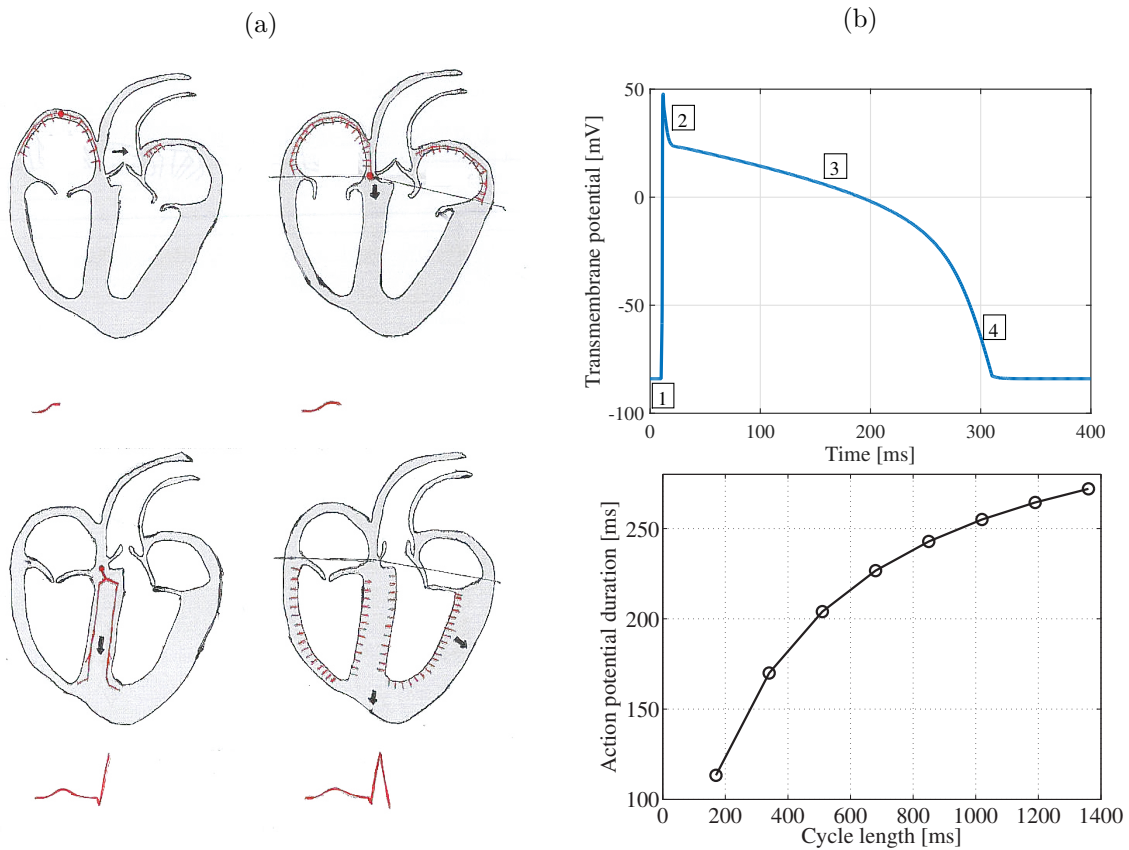 (a)
(b)
Transmembrane potential [mV]
50
0
-50
-100
1
2
3
4
0 100 200 300 400
Time [ms]
Action potential duration [ms]
250
200
150
100
0 200 400 600 800 1000 1200 1400
Cycle length [ms]